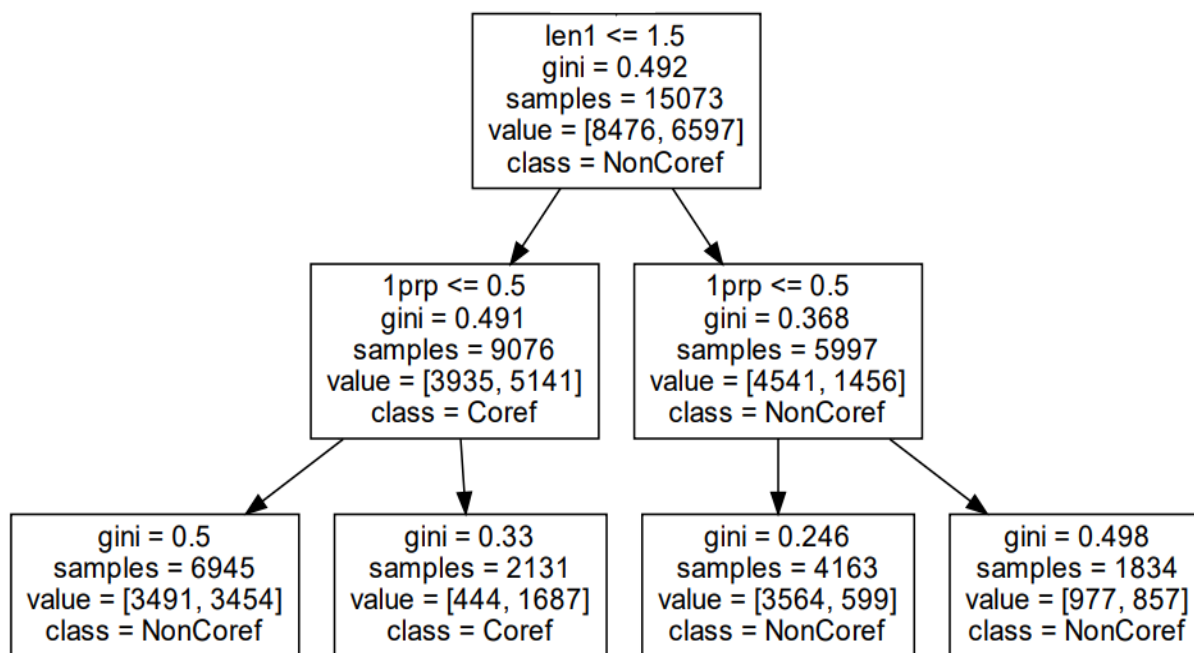 len1 <= 1.5
gini = 0.492
samples = 15073
value = [8476, 6597]
class = NonCoref
1prp <= 0.5
gini = 0.491
samples = 9076
value = [3935, 5141]
class = Coref
1prp <= 0.5
gini = 0.368
samples = 5997
value = [4541, 1456]
class = NonCoref
gini = 0.5
samples = 6945
value = [3491, 3454]
class = NonCoref
gini = 0.33
samples = 2131
value = [444, 1687]
class = Coref
gini = 0.246
samples = 4163
value = [3564, 599]
class = NonCoref
gini = 0.498
samples = 1834
value = [977, 857]
class = NonCoref